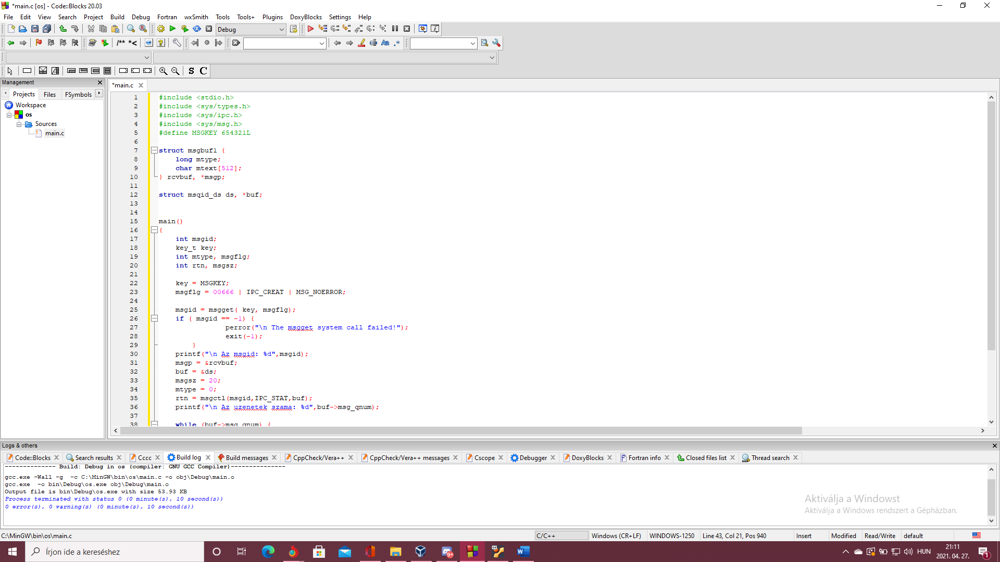 *main.c [os] - Code::Blocks 20.03
File Edit View Search Project Build Debug Fortran wxSmith Tools Tools+ Plugins DoxyBlocks Settings Help
Debug
/** *<
S C
Management
*main.c
Projects Files FSymbols
Workspace
os
Sources
main.c
1 #include <stdio.h>
2 #include <sys/types.h>
3 #include <sys/ipc.h>
4 #include <sys/msg.h>
5 #define MSGKEY 654321L
6
7 struct msgbuf1 {
8 long mtype;
9 char mtext[512];
10 } rcvbuf, *msgp;
11
12 struct msqid_ds ds, *buf;
13
14
15 main()
16 {
17 int msgid;
18 key_t key;
19 int mtype, msgflg;
20 int rtn, msgsz;
21
22 key = MSGKEY;
23 msgflg = 00666 | IPC_CREAT | MSG_NOERROR;
24
25 msgid = msgget( key, msgflg);
26 if ( msgid == -1) {
27 perror("\n The msgget system call failed!");
28 exit(-1);
29 }
30 printf("\n Az msgid: %d",msgid);
31 msgp = &rcvbuf;
32 buf = &ds;
33 msgsz = 20;
34 mtype = 0;
35 rtn = msgctl(msgid,IPC_STAT,buf);
36 printf("\n Az uzenetek szama: %d",buf->msg_qnum);
37
38 while (buf->msg_qnum) {
Logs & others
Code::Blocks Search results Cccc Build log Build messages CppCheck/Vera++ CppCheck/Vera++ messages Cscope Debugger DoxyBlocks Fortran info Closed files list Thread search
-------------- Build: Debug in os (compiler: GNU GCC Compiler)---------------
gcc.exe -Wall -g  -c C:\MinGW\bin\os\main.c -o obj\Debug\main.o
gcc.exe  -o bin\Debug\os.exe obj\Debug\main.o
Output file is bin\Debug\os.exe with size 53.93 KB
Process terminated with status 0 (0 minute(s), 10 second(s))
0 error(s), 0 warning(s) (0 minute(s), 10 second(s))
Aktiválja a Windowst
Aktiválja a Windows rendszert a Gépházban.
C:\MinGW\bin\os\main.c C/C++ Windows (CR+LF) WINDOWS-1250 Line 43, Col 21, Pos 940 Insert Modified Read/Write default
Írjon ide a kereséshez
9+
HUN
21:11
2021. 04. 27.
1